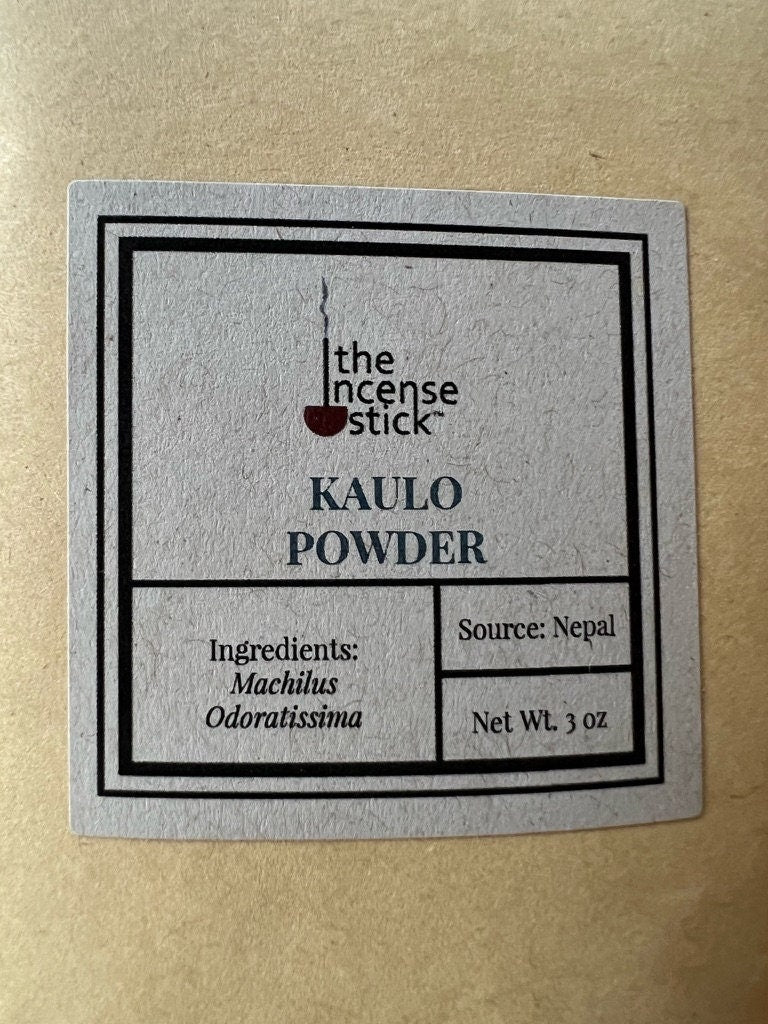 the
incense
stick™
KAULO
POWDER
Ingredients:
Machilus
Odoratissima
Source: Nepal
Net Wt. 3 oz